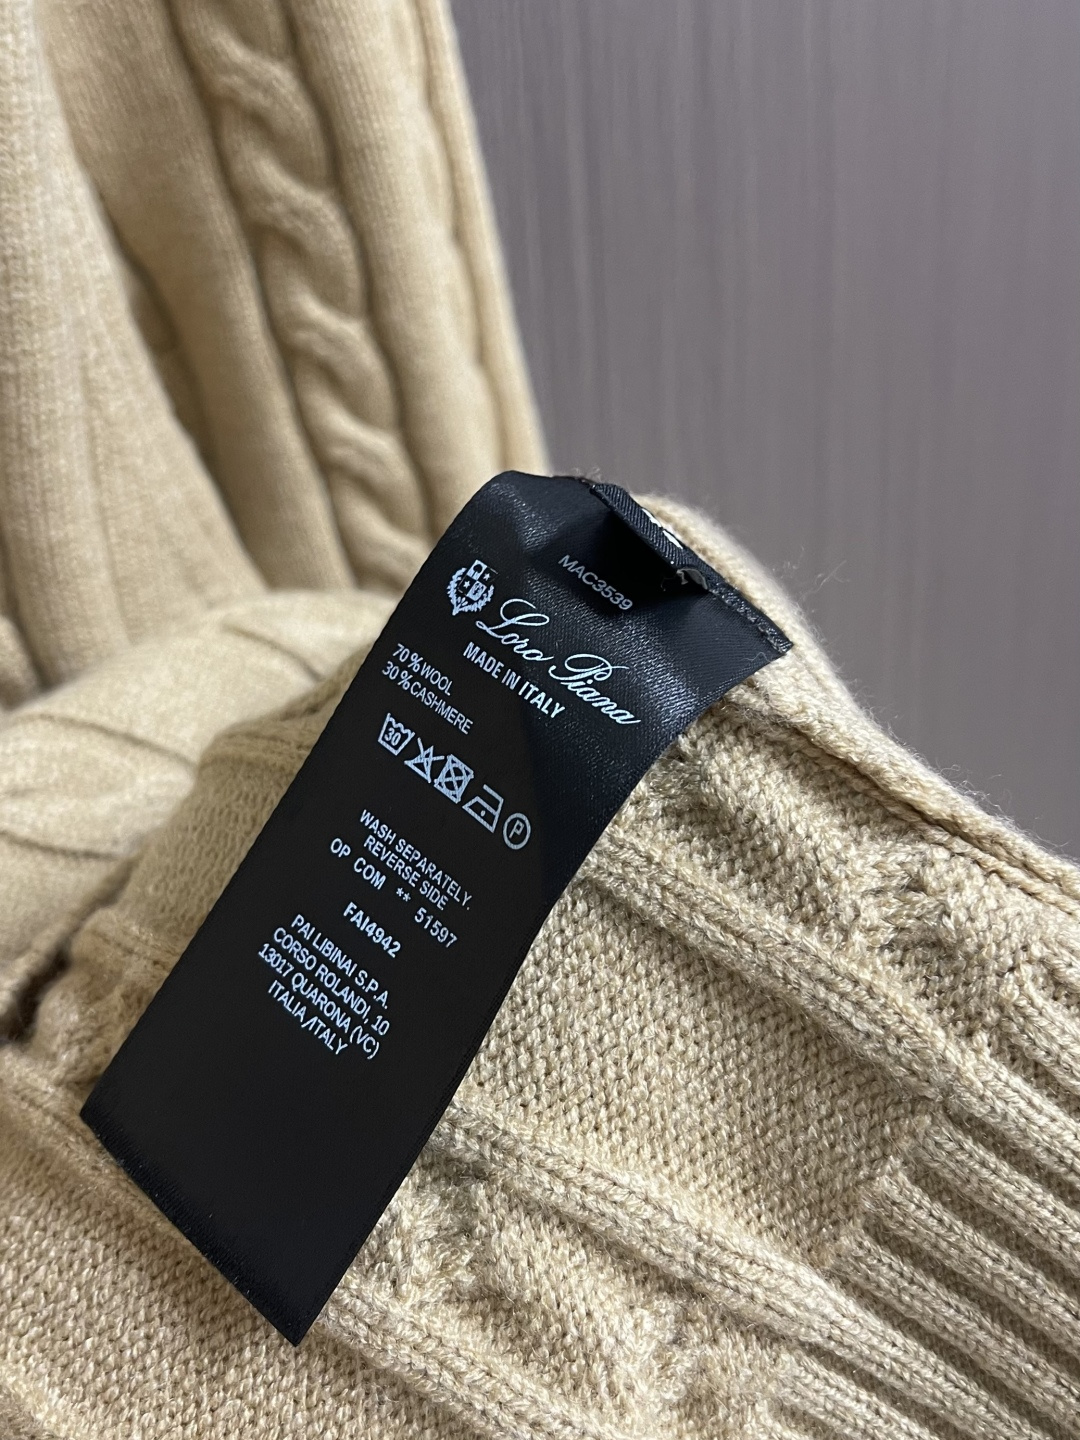 MAC3539
Loro Piana
MADE IN ITALY
70%WOOL
30%CASHMERE
30
P
WASH SEPARATELY.
REVERSE SIDE.
OP COM ** 51597
FAI4942
PAI LIBINAI S.P.A.
CORSO ROLANDI, 10
13017 QUARONA (VC)
ITALIA/ITALY